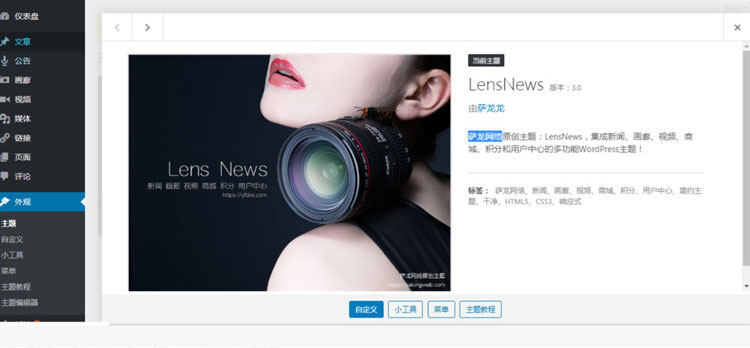 仪表盘
文章
公告
画廊
视频
媒体
链接
页面
评论
外观
主题
自定义
小工具
菜单
主题教程
主题编辑器
Lens News
新闻 画廊 视频 商城 积分 用户中心
萨龙网络原创主题
https://salongweb.com
当前主题
LensNews 版本:3.0
由萨龙龙
萨龙网络原创主题:LensNews,集成新闻、画廊、视频、商
城、积分和用户中心的多功能WordPress主题!
标签: 萨龙网络、新闻、画廊、视频、商城、积分、用户中心、简约主
题、干净、HTML5、CSS3、响应式
自定义 小工具 菜单 主题教程